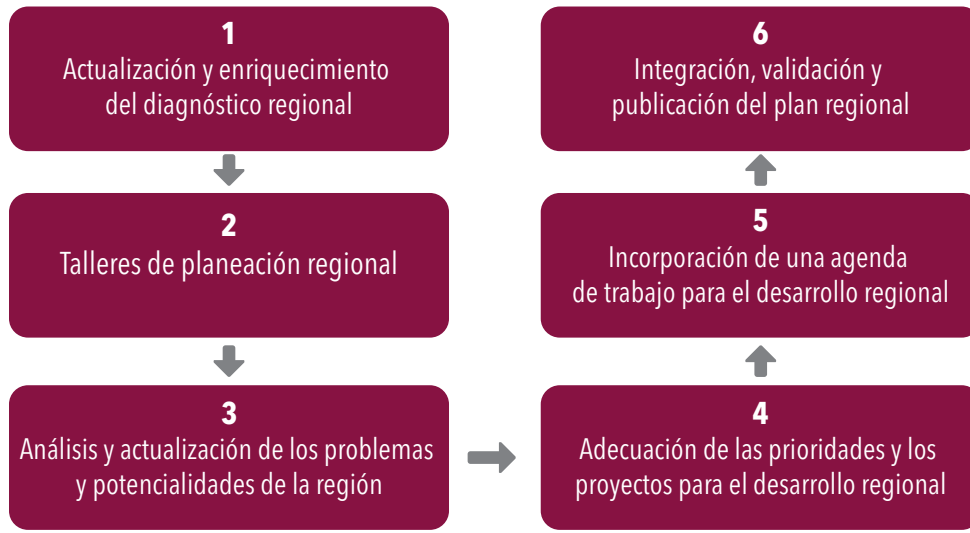 1
Actualización y enriquecimiento
del diagnóstico regional
2
Talleres de planeación regional
3
Análisis y actualización de los problemas
y potencialidades de la región
4
Adecuación de las prioridades y los
proyectos para el desarrollo regional
5
Incorporación de una agenda
de trabajo para el desarrollo regional
6
Integración, validación y
publicación del plan regional